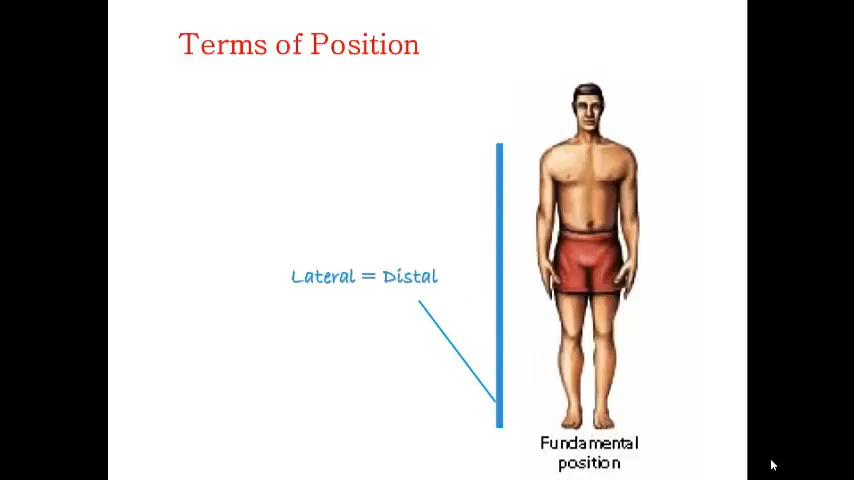 Terms of Position
Lateral = Distal
Fundamental
position